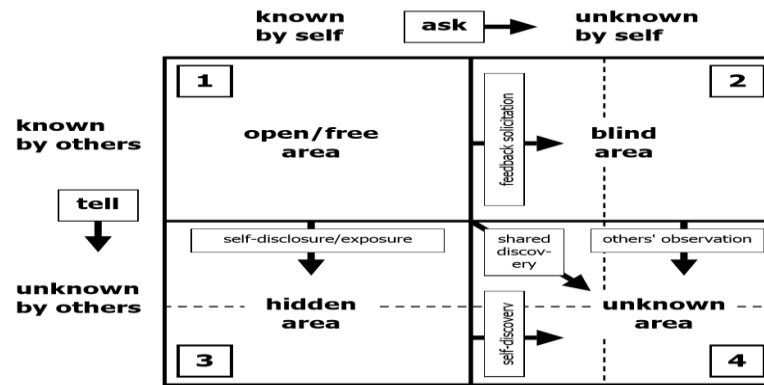 known
by self
ask
unknown
by self
1
2
known
by others
open/free
area
feedback solicitation
blind
area
tell
self-disclosure/exposure
shared
discov-
ery
others' observation
unknown
by others
hidden
area
self-discovery
unknown
area
3
4